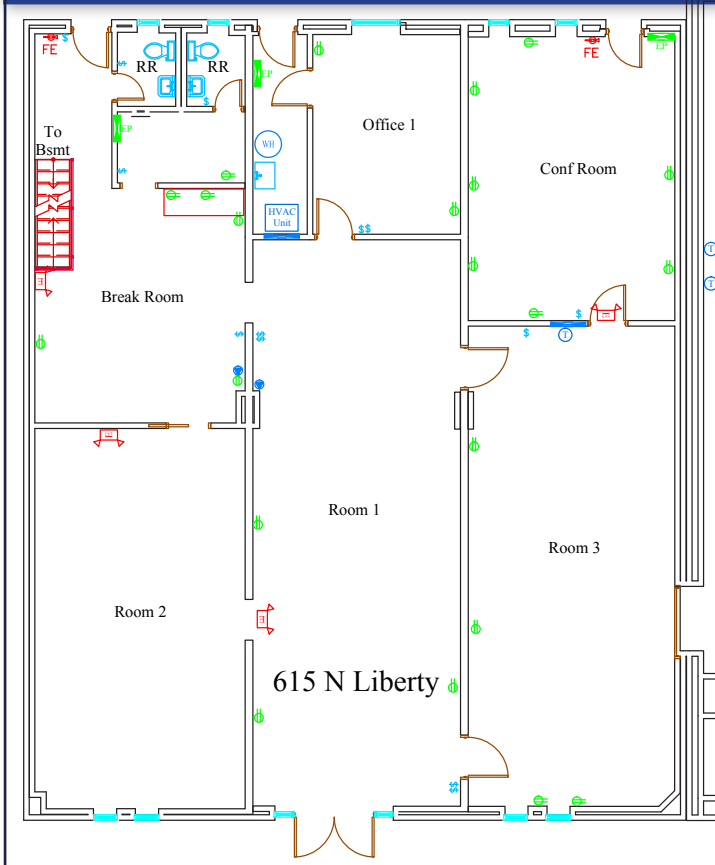 FE
RR
RR
EP
FE
EP
EP
Office 1
To
Bsmt
WH
Conf Room
HVAC
Unit
$$
T
T
E
Break Room
E
$
$
$
$
$
$
$$
T
E
Room 1
Room 3
Room 2
E
615 N Liberty
$$